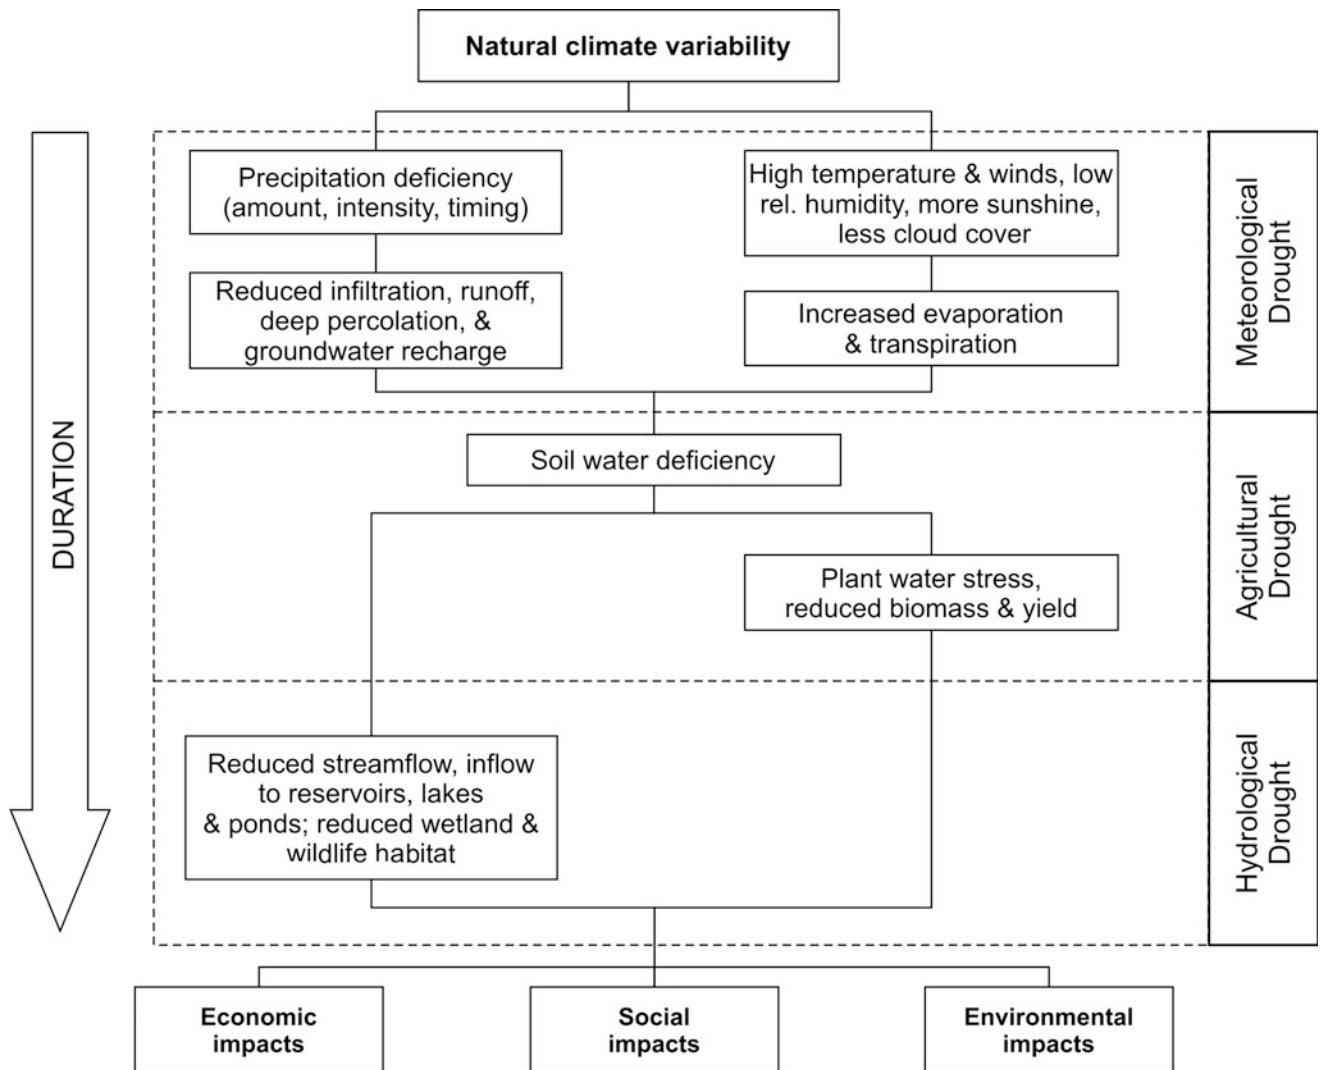 Natural climate variability
Precipitation deficiency
(amount, intensity, timing)
High temperature & winds, low
rel. humidity, more sunshine,
less cloud cover
Reduced infiltration, runoff,
deep percolation, &
groundwater recharge
Increased evaporation
& transpiration
Meteorological
Drought
DURATION
Soil water deficiency
Plant water stress,
reduced biomass & yield
Agricultural
Drought
Reduced streamflow, inflow
to reservoirs, lakes
& ponds; reduced wetland &
wildlife habitat
Hydrological
Drought
Economic
impacts
Social
impacts
Environmental
impacts